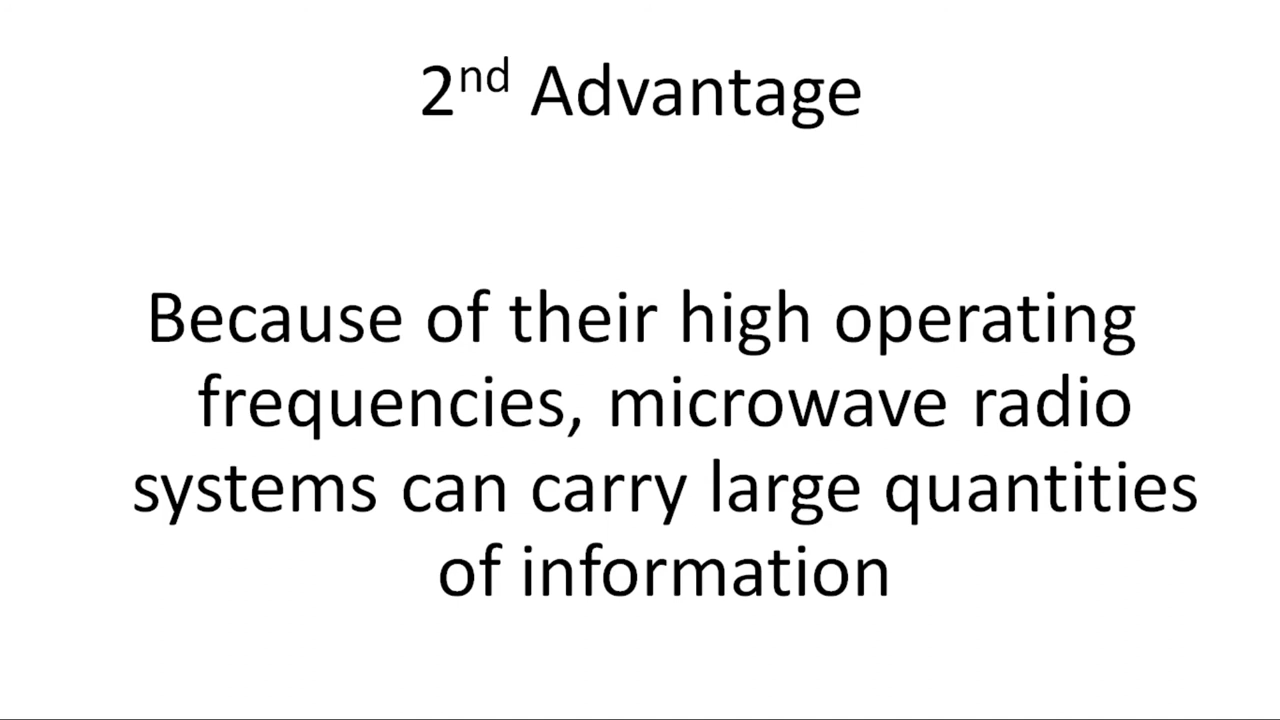 2nd Advantage
Because of their high operating
frequencies, microwave radio
systems can carry large quantities
of information